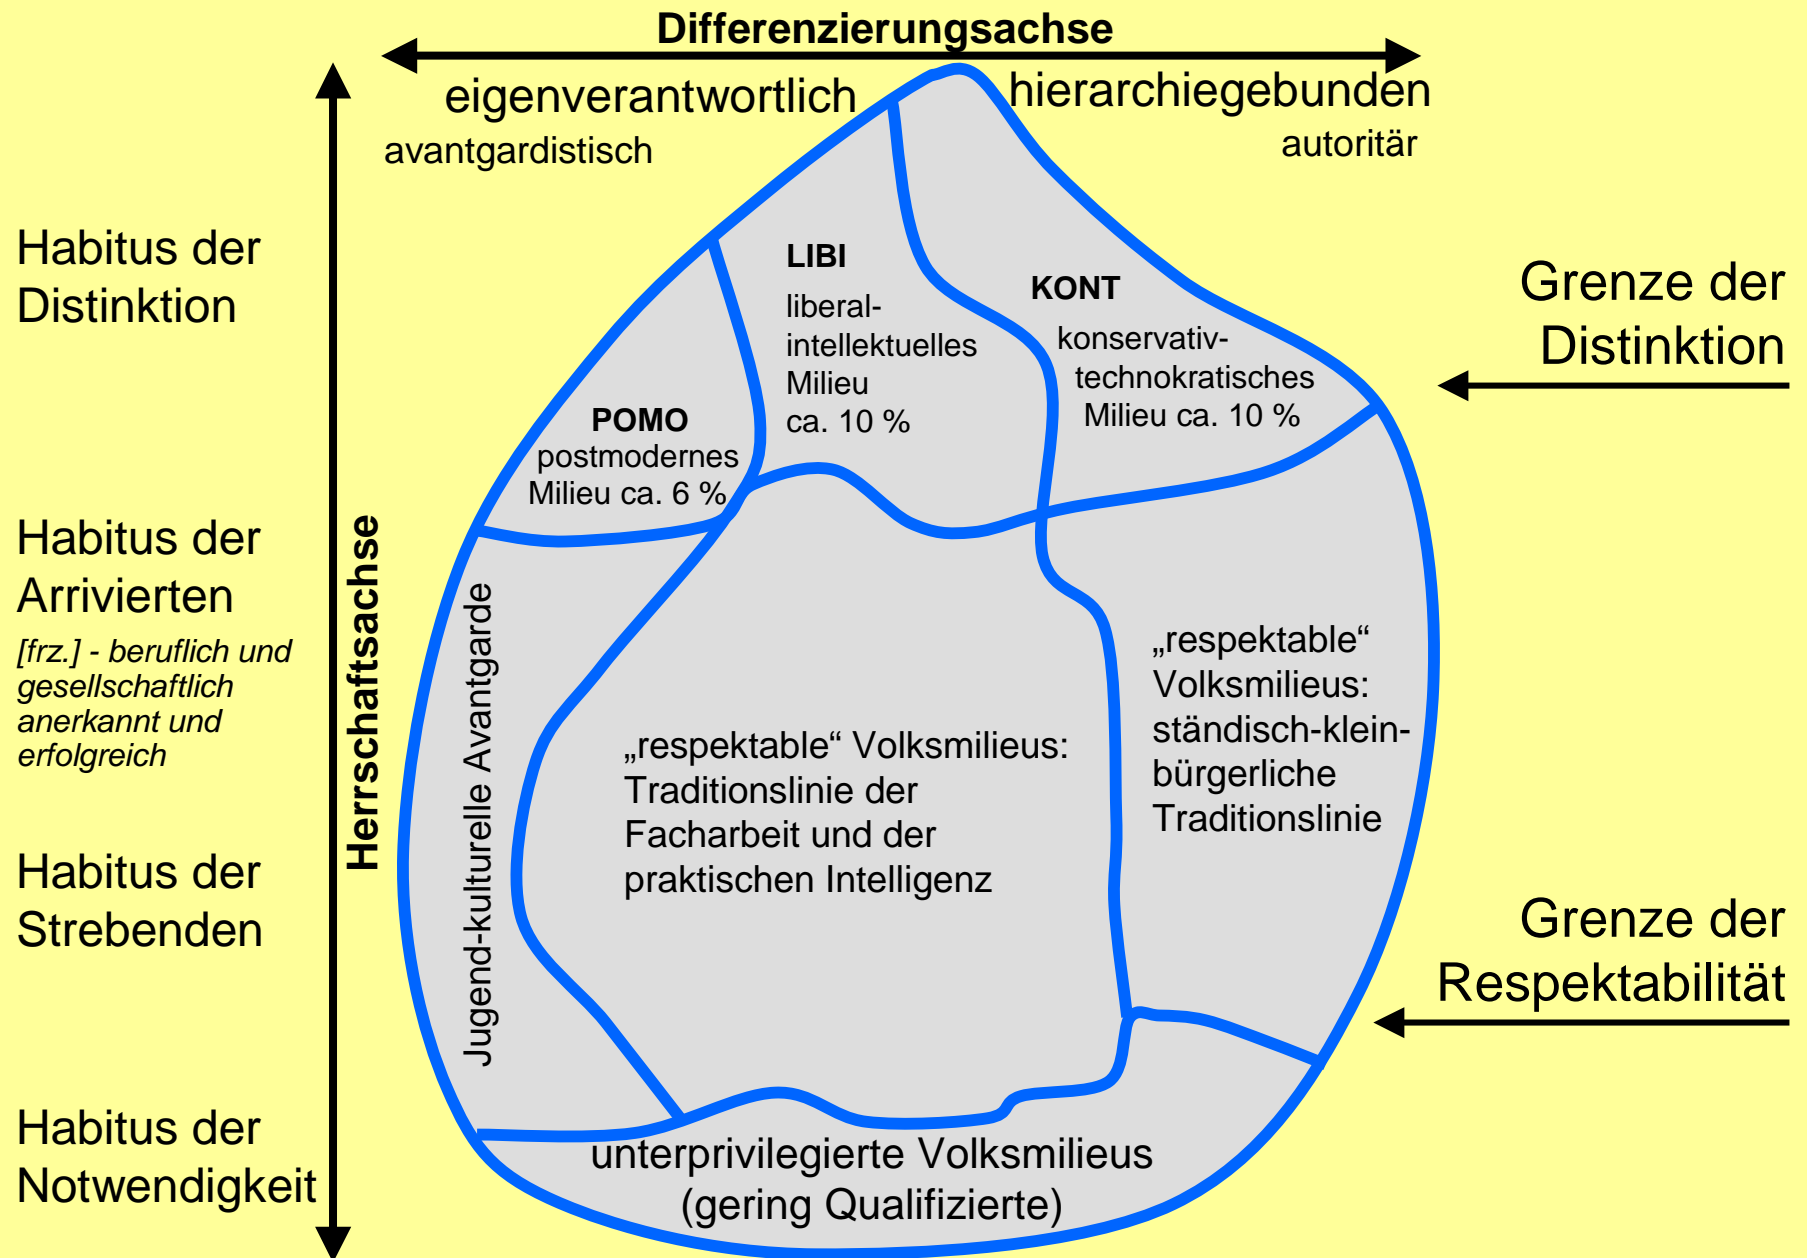 Differenzierungsachse
eigenverantwortlich
hierarchiegebunden
avantgardistisch
autoritär
Herrschaftsachse
Habitus der
Distinktion
Habitus der
Arrivierten
[frz.] - beruflich und
gesellschaftlich
anerkannt und
erfolgreich
Habitus der
Strebenden
Habitus der
Notwendigkeit
LIBI
liberal-
intellektuelles
Milieu
ca. 10 %
KONT
konservativ-
technokratisches
Milieu ca. 10 %
POMO
postmodernes
Milieu ca. 6 %
Jugend-kulturelle Avantgarde
„respektable“ Volksmilieus:
Traditionslinie der
Facharbeit und der
praktischen Intelligenz
„respektable“
Volksmilieus:
ständisch-klein-
bürgerliche
Traditionslinie
unterprivilegierte Volksmilieus
(gering Qualifizierte)
Grenze der
Distinktion
Grenze der
Respektabilität